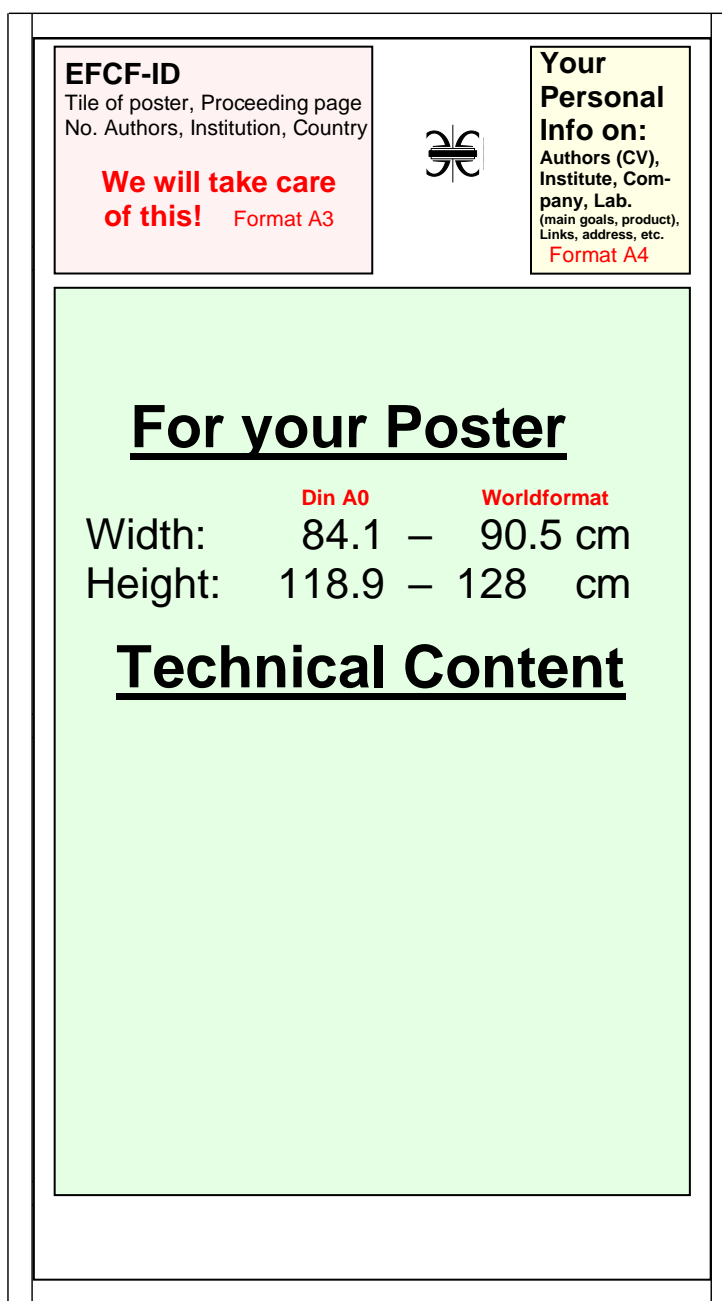 EFCF-ID
Tile of poster, Proceeding page
No. Authors, Institution, Country
We will take care
of this! Format A3
Your
Personal
Info on:
Authors (CV),
Institute, Com-
pany, Lab.
(main goals, product),
Links, address, etc.
Format A4
For your Poster
Din A0 Worldformat
Width: 84.1 – 90.5 cm
Height: 118.9 – 128 cm
Technical Content